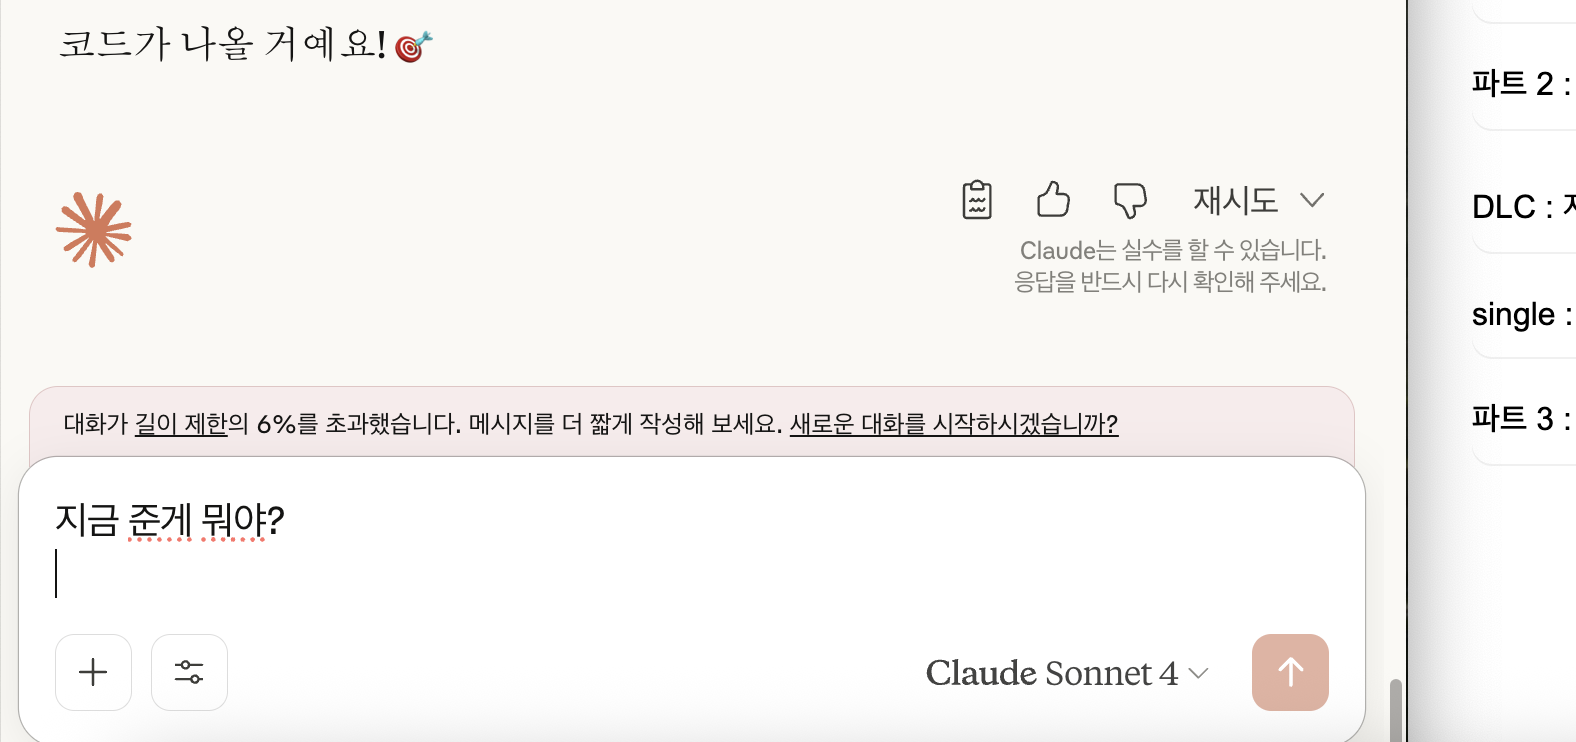 코드가 나올 거예요!
재시도
Claude는 실수를 할 수 있습니다.
응답을 반드시 다시 확인해 주세요.
대화가 길이 제한의 6%를 초과했습니다. 메시지를 더 짧게 작성해 보세요. 새로운 대화를 시작하시겠습니까?
지금 준게 뭐야?
Claude Sonnet 4
파트 2 :
DLC :
single :
파트 3 :